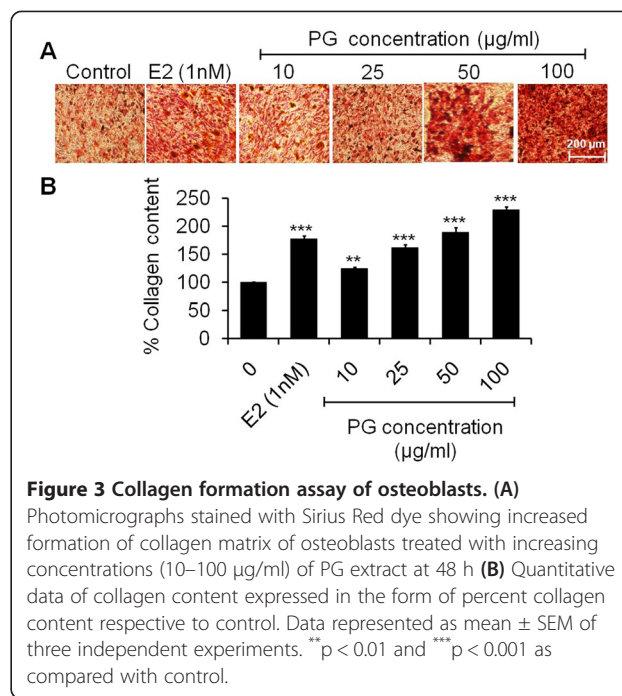 A
PG concentration (µg/ml)
Control E2 (1nM) 10 25 50 100
200 µm
B
% Collagen content
250
200
150
100
50
0
*** ** *** *** ***
0 E2 (1nM) 10 25 50 100
PG concentration
(µg/ml)
Figure 3 Collagen formation assay of osteoblasts. (A)
Photomicrographs stained with Sirius Red dye showing increased
formation of collagen matrix of osteoblasts treated with increasing
concentrations (10–100 µg/ml) of PG extract at 48 h (B) Quantitative
data of collagen content expressed in the form of percent collagen
content respective to control. Data represented as mean ± SEM of
three independent experiments. **p < 0.01 and ***p < 0.001 as
compared with control.